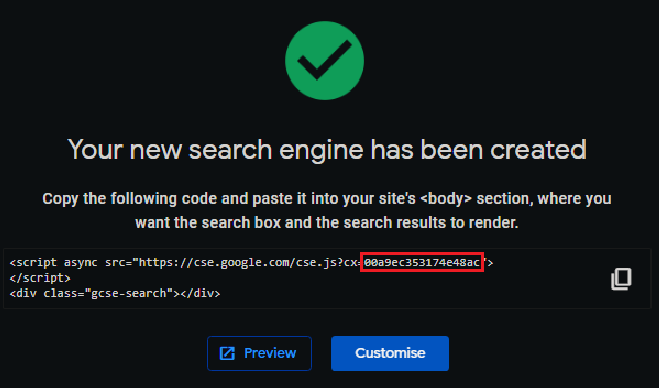 Your new search engine has been created
Copy the following code and paste it into your site's <body> section, where you
want the search box and the search results to render.
<script async src="https://cse.google.com/cse.js?cx=00a9ec353174e48ac">
</script>
<div class="gcse-search"></div>
Preview
Customise